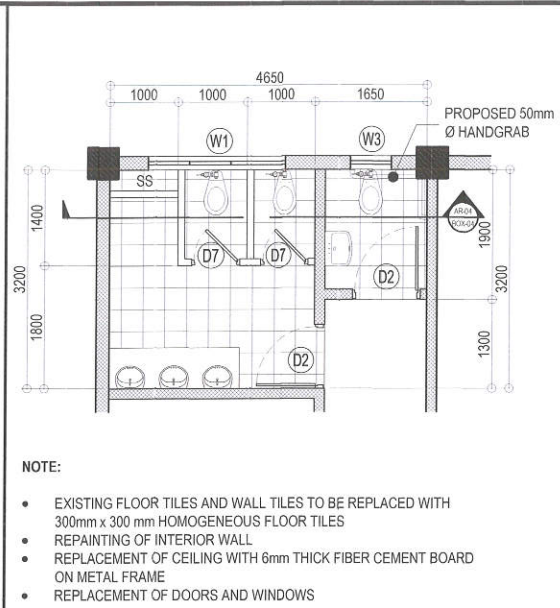 4650
1000 1000 1000 1650
PROPOSED 50mm
Ø HANDGRAB
W1 W3
SS
1400
AR-04
ROX-04
1900
D7 D7
D2
3200
3200
1800
1300
D2
NOTE:
• EXISTING FLOOR TILES AND WALL TILES TO BE REPLACED WITH
300mm x 300 mm HOMOGENEOUS FLOOR TILES
• REPAINTING OF INTERIOR WALL
• REPLACEMENT OF CEILING WITH 6mm THICK FIBER CEMENT BOARD
ON METAL FRAME
• REPLACEMENT OF DOORS AND WINDOWS